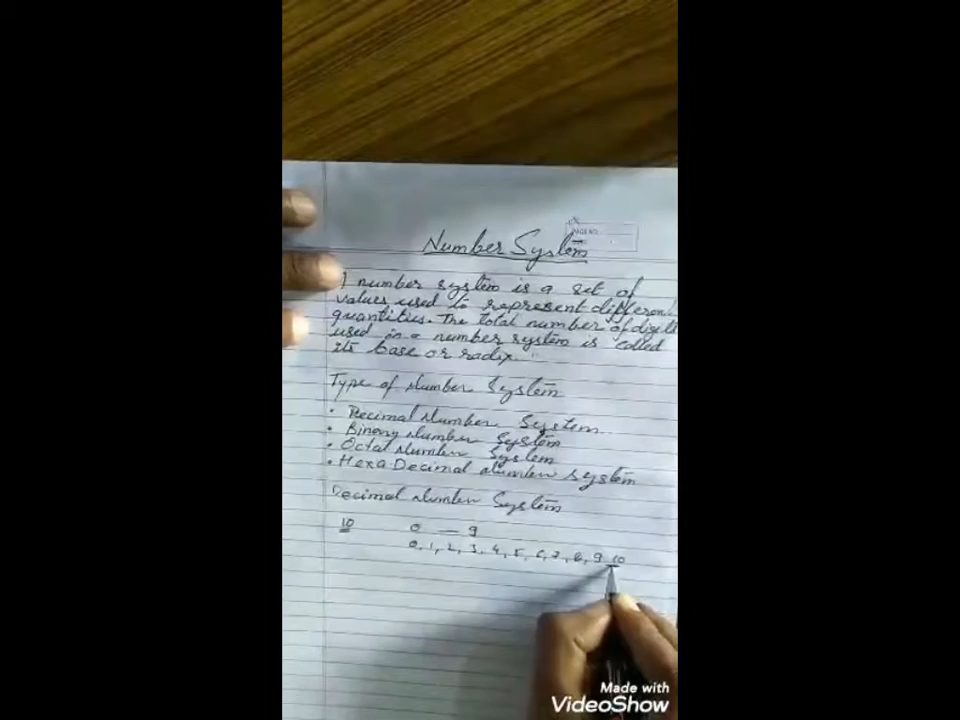 Number System
A number system is a set of
values used to represent different
quantities. The total number of digits
used in a number system is called
its base or radix.
Type of Number System
• Decimal Number System
• Binary Number System
• Octal Number System
• Hexa Decimal Number System
Decimal Number System
10 0 — 9
0, 1, 2, 3, 4, 5, 6, 7, 8, 9 10
Made with
VideoShow